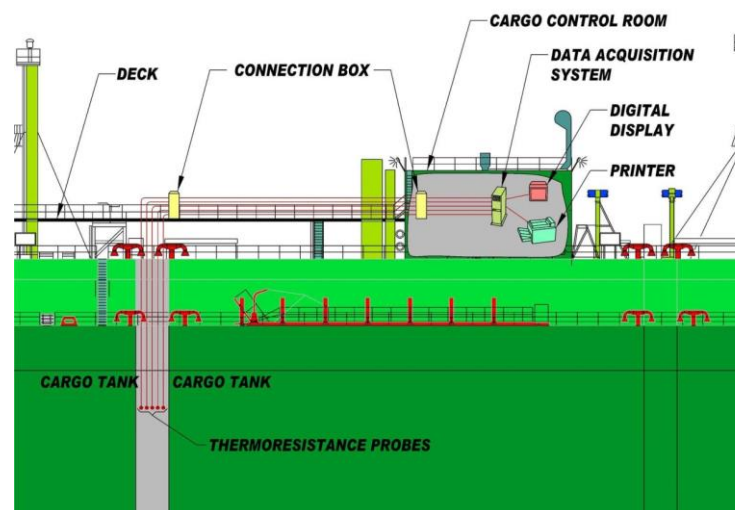 CARGO CONTROL ROOM
DECK
CONNECTION BOX
DATA ACQUISITION
SYSTEM
DIGITAL
DISPLAY
PRINTER
CARGO TANK
CARGO TANK
THERMORESISTANCE PROBES